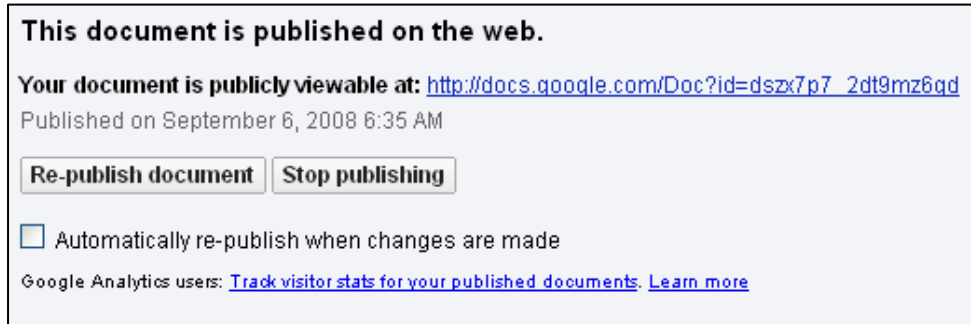 This document is published on the web.
Your document is publicly viewable at: http://docs.google.com/Doc?id=dszx7p7_2dt9mz6qd
Published on September 6, 2008 6:35 AM
Re-publish document Stop publishing
Automatically re-publish when changes are made
Google Analytics users: Track visitor stats for your published documents. Learn more